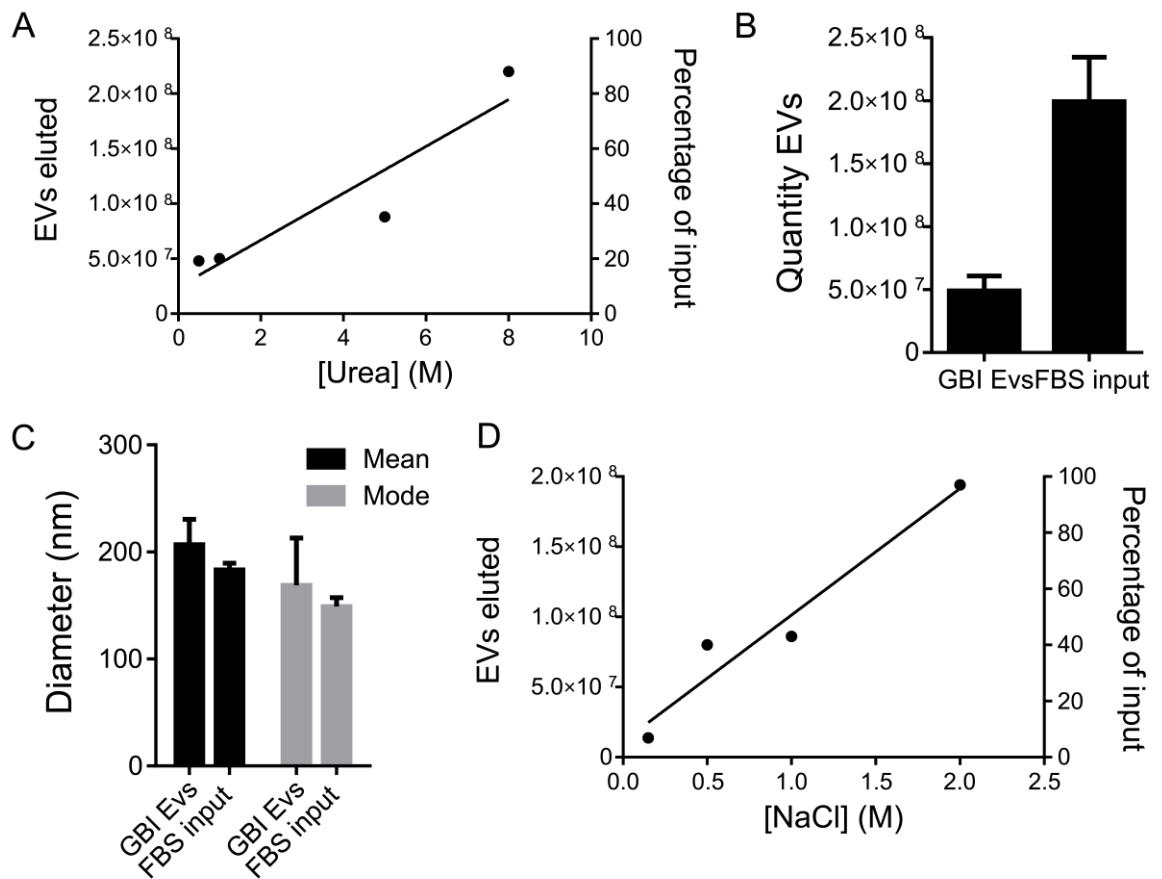 A
2.5×10 8
2.0×10 8
1.5×10 8
1.0×10 8
5.0×10 7
0
EVs eluted
0
2
4
6
8
10
[Urea] (M)
100
80
60
40
20
0
Percentage of input
B
2.5×10 8
2.0×10 8
1.5×10 8
1.0×10 8
5.0×10 7
0
Quantity EVs
GBI Evs
FBS input
C
300
200
100
0
Diameter (nm)
Mean
Mode
GBI Evs
FBS input
GBI Evs
FBS input
D
2.0×10 8
1.5×10 8
1.0×10 8
5.0×10 7
0
EVs eluted
0.0
0.5
1.0
1.5
2.0
2.5
[NaCl] (M)
100
80
60
40
20
0
Percentage of input